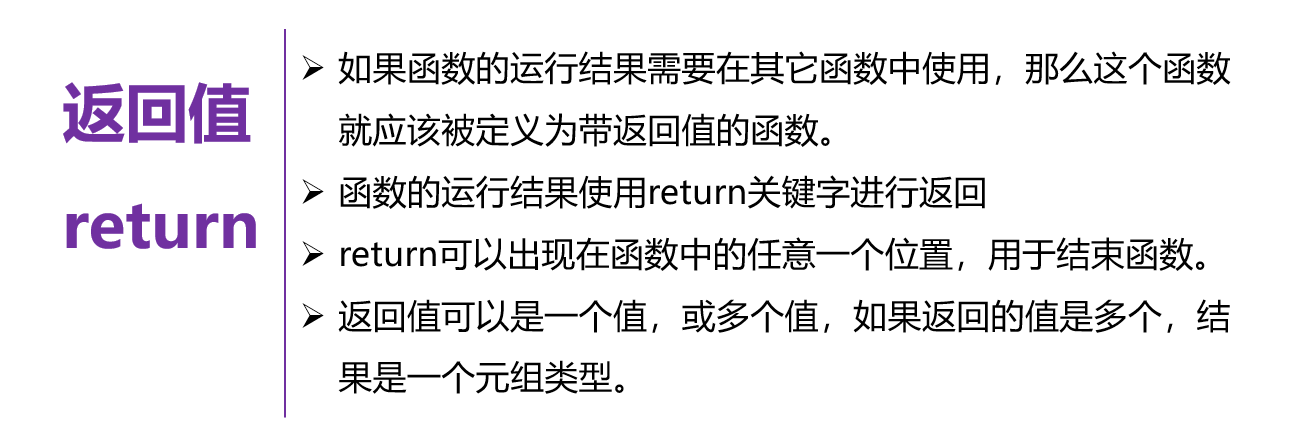 返回值
return
➢ 如果函数的运行结果需要在其它函数中使用，那么这个函数
就应该被定义为带返回值的函数。
➢ 函数的运行结果使用return关键字进行返回
➢ return可以出现在函数中的任意一个位置，用于结束函数。
➢ 返回值可以是一个值，或多个值，如果返回的值是多个，结
果是一个元组类型。